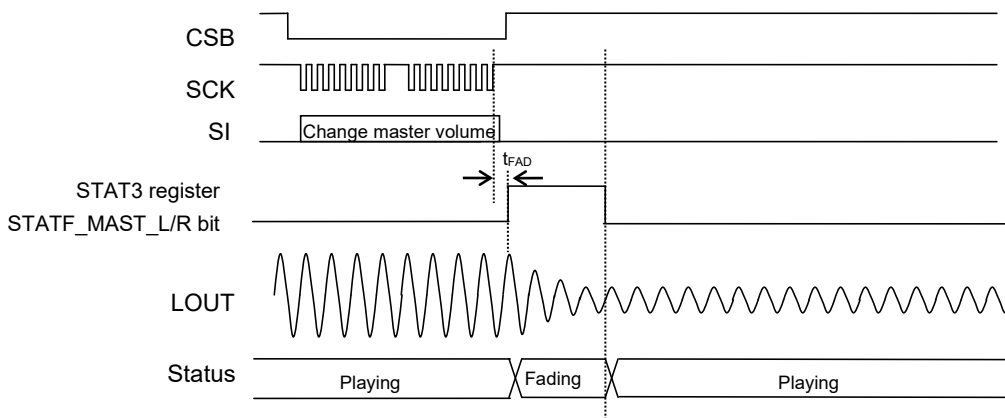 CSB
SCK
SI
Change master volume
tFAD
STAT3 register
STATF_MAST_L/R bit
LOUT
Status
Playing
Fading
Playing